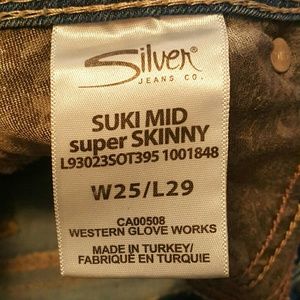 Silver
JEANS CO.
SUKI MID
super SKINNY
L93023SOT395 1001848
W25/L29
CA00508
WESTERN GLOVE WORKS
MADE IN TURKEY/
FABRIQUÉ EN TURQUIE